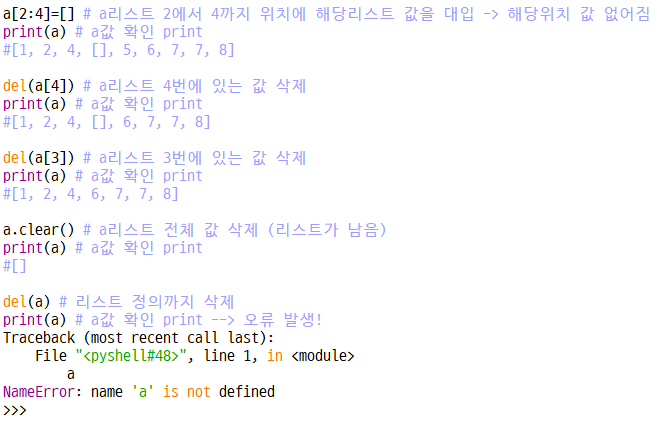 a[2:4]=[] # a리스트 2에서 4까지 위치에 해당리스트 값을 대입 -> 해당위치 값 없어짐
print(a) # a값 확인 print
#[1, 2, 4, [], 5, 6, 7, 7, 8]
del(a[4]) # a리스트 4번에 있는 값 삭제
print(a) # a값 확인 print
#[1, 2, 4, [], 6, 7, 7, 8]
del(a[3]) # a리스트 3번에 있는 값 삭제
print(a) # a값 확인 print
#[1, 2, 4, 6, 7, 7, 8]
a.clear() # a리스트 전체 값 삭제 (리스트가 남음)
print(a) # a값 확인 print
#[]
del(a) # 리스트 정의까지 삭제
print(a) # a값 확인 print --> 오류 발생!
Traceback (most recent call last):
File "<pyshell#48>", line 1, in <module>
a
NameError: name 'a' is not defined
>>>